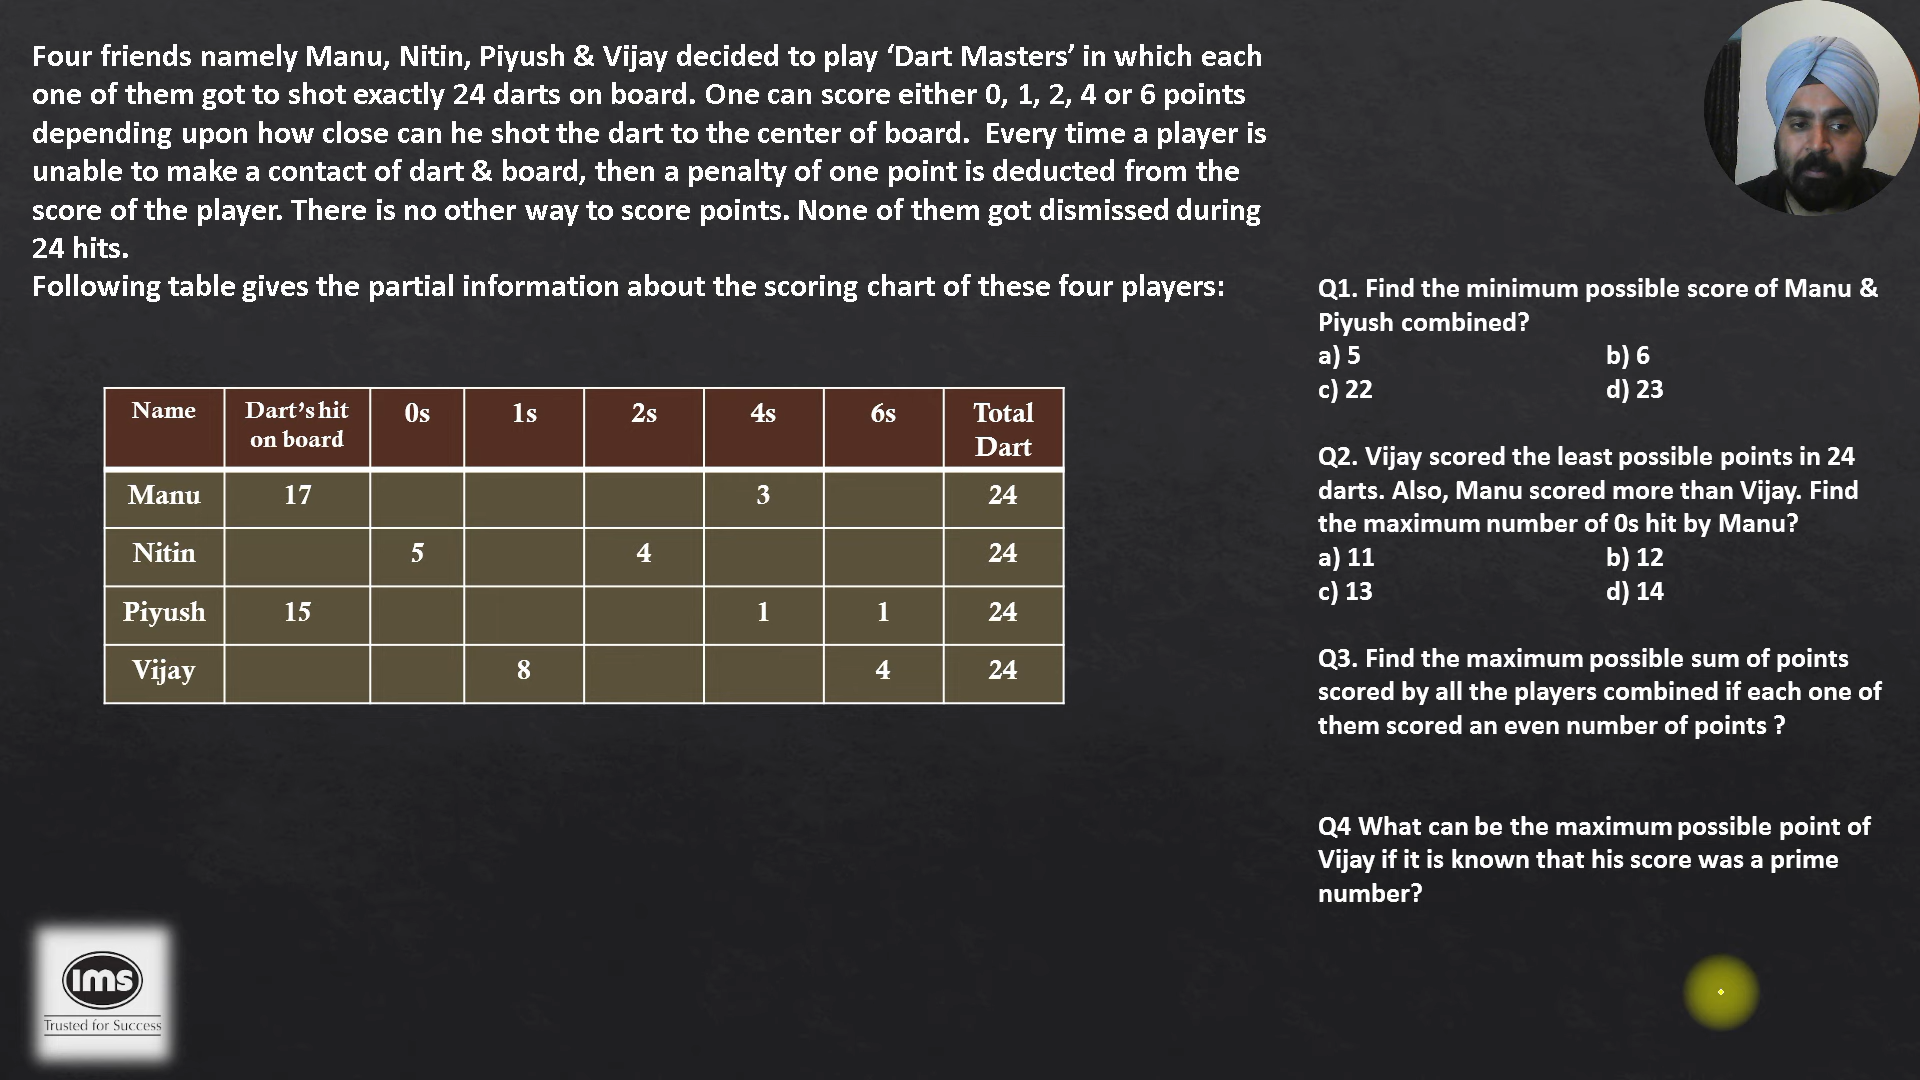 Four friends namely Manu, Nitin, Piyush & Vijay decided to play ‘Dart Masters’ in which each
one of them got to shot exactly 24 darts on board. One can score either 0, 1, 2, 4 or 6 points
depending upon how close can he shot the dart to the center of board.  Every time a player is
unable to make a contact of dart & board, then a penalty of one point is deducted from the
score of the player. There is no other way to score points. None of them got dismissed during
24 hits.
Following table gives the partial information about the scoring chart of these four players:
Name Dart’s hit on board 0s 1s 2s 4s 6s Total Dart
Manu 17 3 24
Nitin 5 4 24
Piyush 15 1 1 24
Vijay 8 4 24
Q1. Find the minimum possible score of Manu &
Piyush combined?
a) 5 b) 6
c) 22 d) 23
Q2. Vijay scored the least possible points in 24
darts. Also, Manu scored more than Vijay. Find
the maximum number of 0s hit by Manu?
a) 11 b) 12
c) 13 d) 14
Q3. Find the maximum possible sum of points
scored by all the players combined if each one of
them scored an even number of points ?
Q4 What can be the maximum possible point of
Vijay if it is known that his score was a prime
number?
ims
Trusted for Success